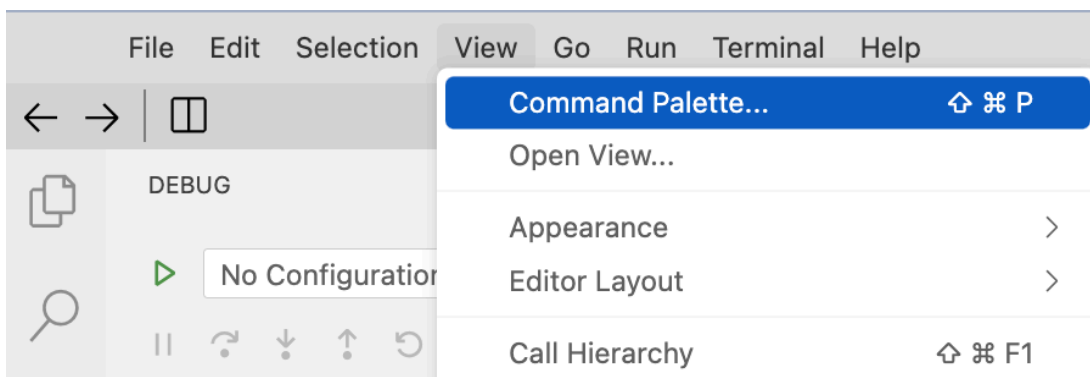 File Edit Selection View Go Run Terminal Help
Command Palette... ⇧ ⌘ P
Open View...
DEBUG
Appearance
No Configuration
Editor Layout
Call Hierarchy ⇧ ⌘ F1